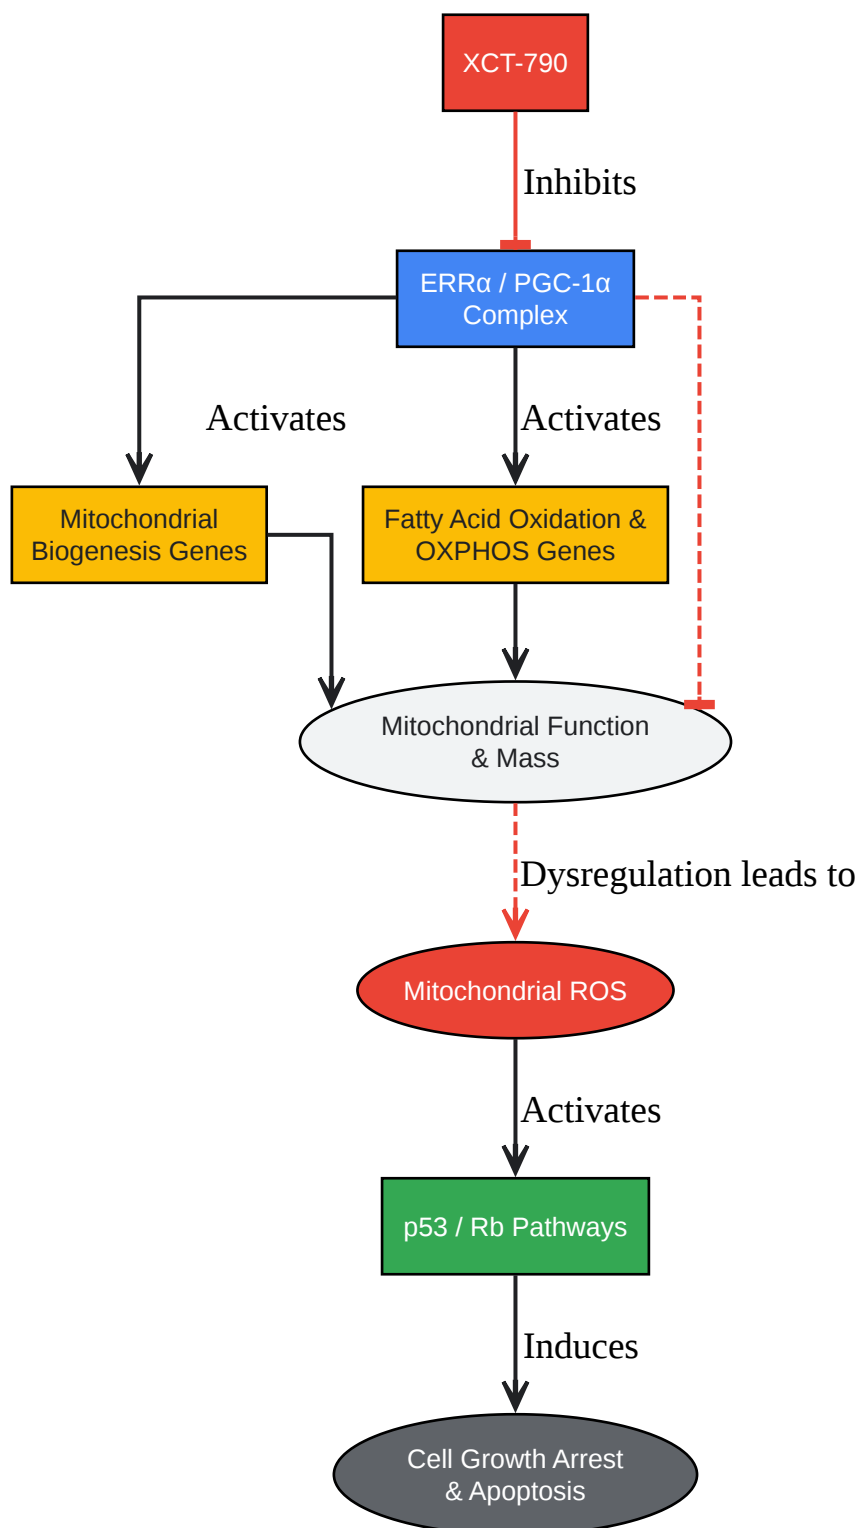 XCT-790
Inhibits
ERRα / PGC-1α
Complex
Activates
Activates
Mitochondrial
Biogenesis Genes
Fatty Acid Oxidation &
OXPHOS Genes
Mitochondrial Function
& Mass
Dysregulation leads to
Mitochondrial ROS
Activates
p53 / Rb Pathways
Induces
Cell Growth Arrest
& Apoptosis